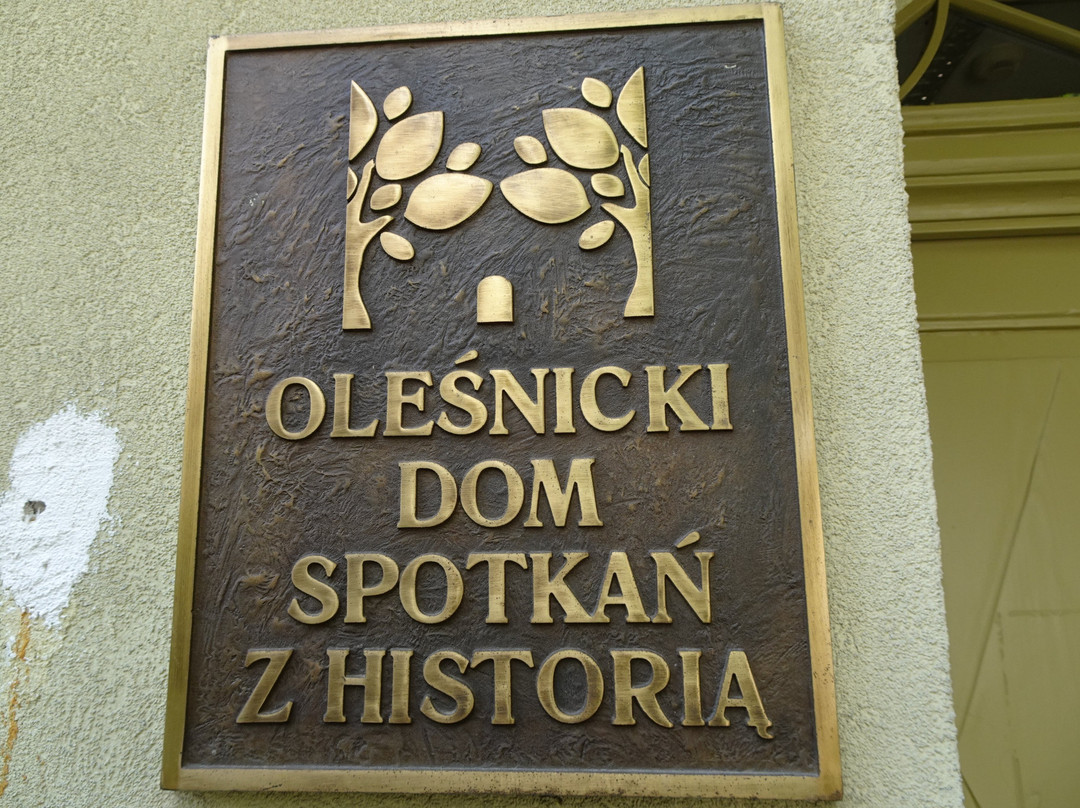 OLEŚNICKI
DOM
SPOTKAŃ
Z HISTORIĄ